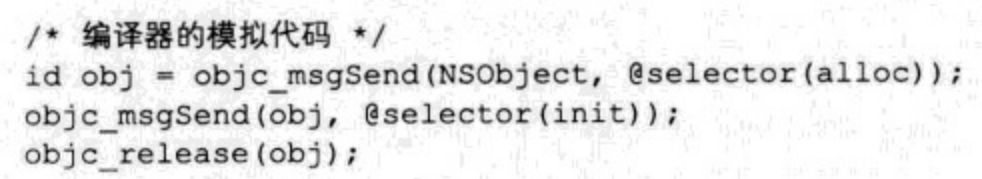 /* 编译器的模拟代码 */
id obj = objc_msgSend(NSObject, @selector(alloc));
objc_msgSend(obj, @selector(init));
objc_release(obj);